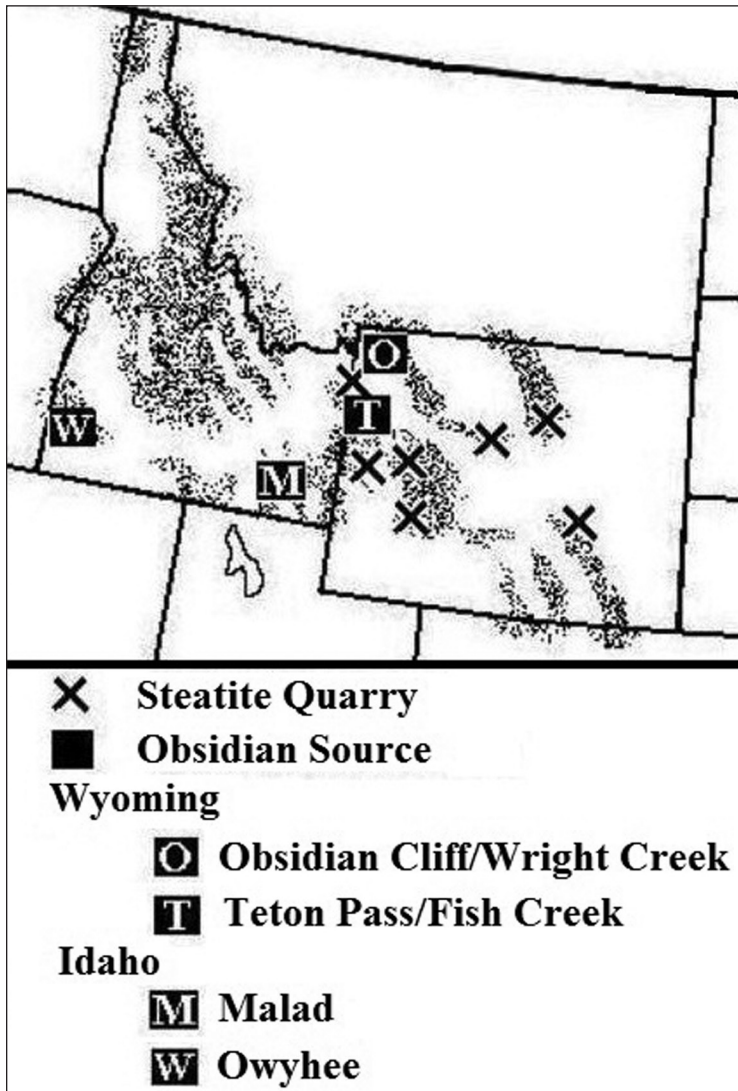 O
T
W
M
Steatite Quarry
Obsidian Source
Wyoming
O Obsidian Cliff/Wright Creek
T Teton Pass/Fish Creek
Idaho
M Malad
W Owyhee